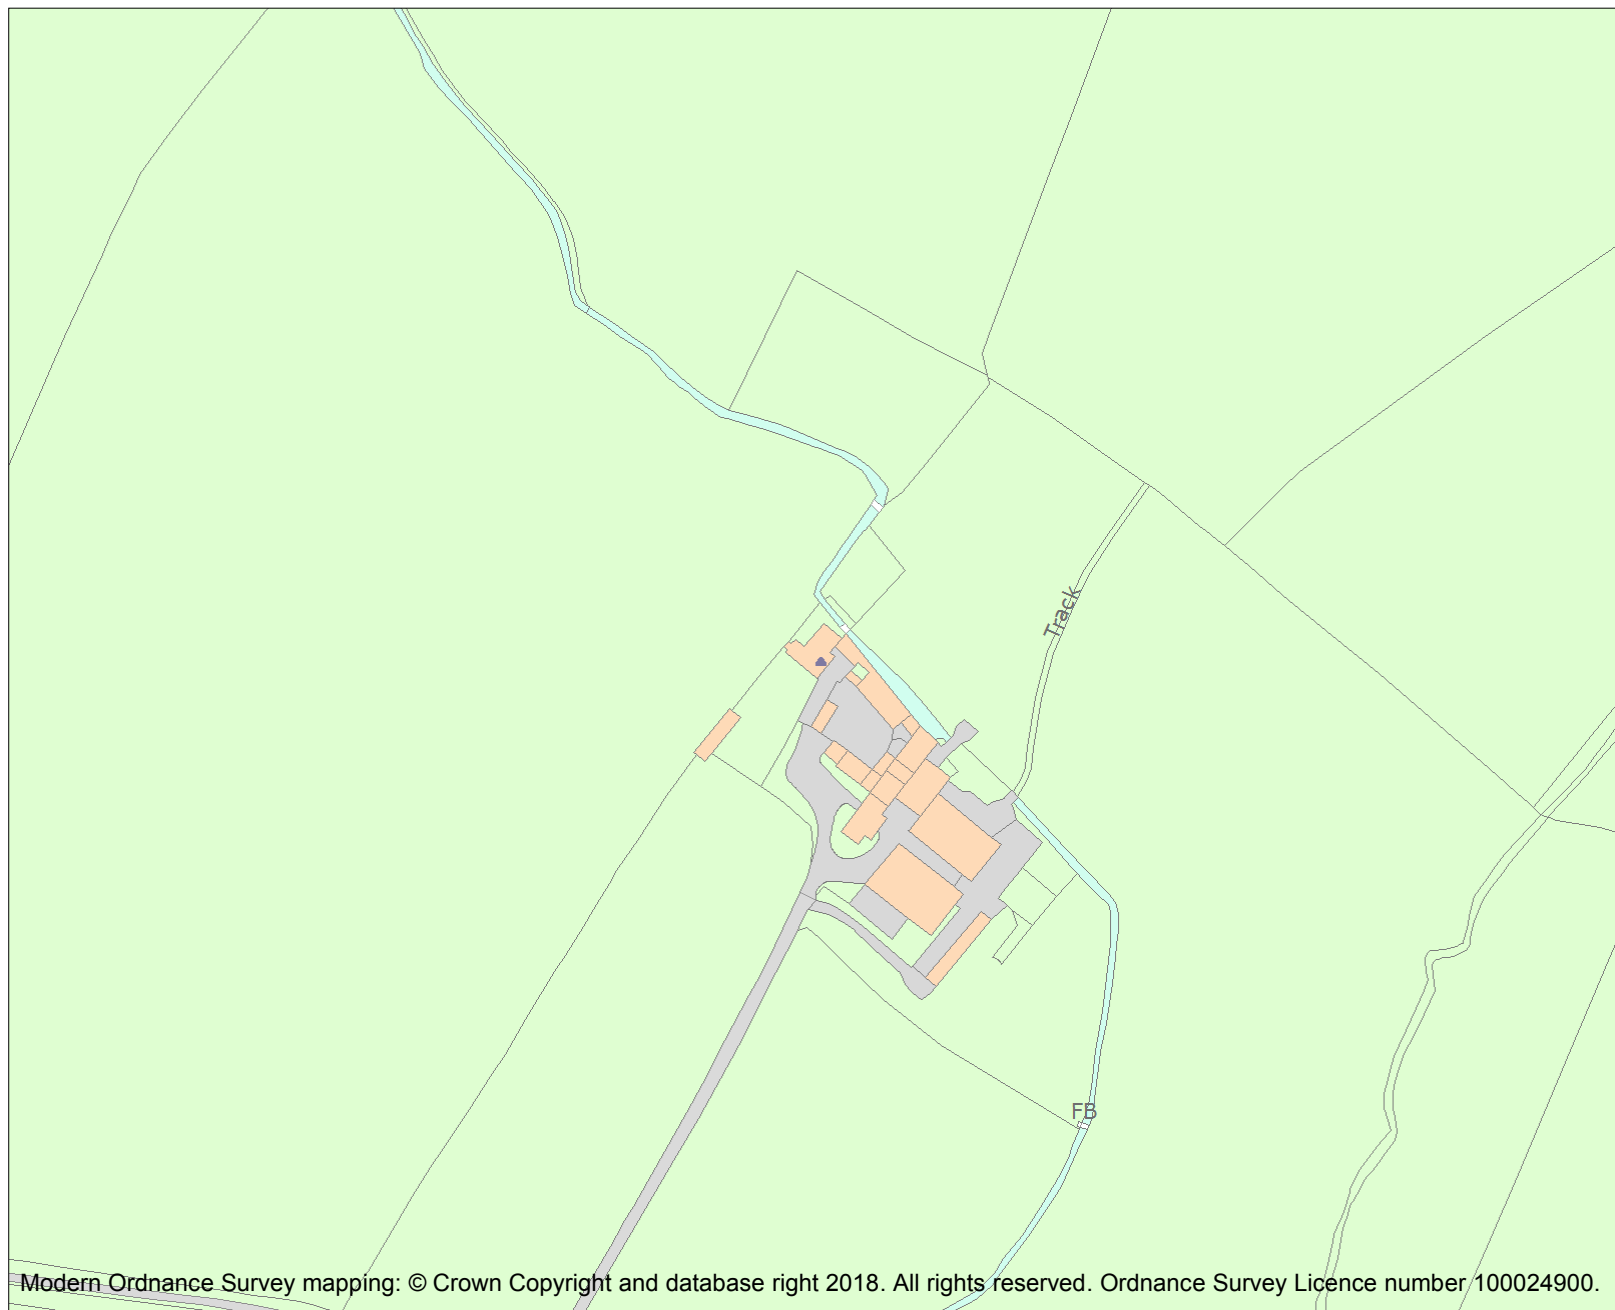 Track
FB
Modern Ordnance Survey mapping: © Crown Copyright and database right 2018. All rights reserved. Ordnance Survey Licence number 100024900.